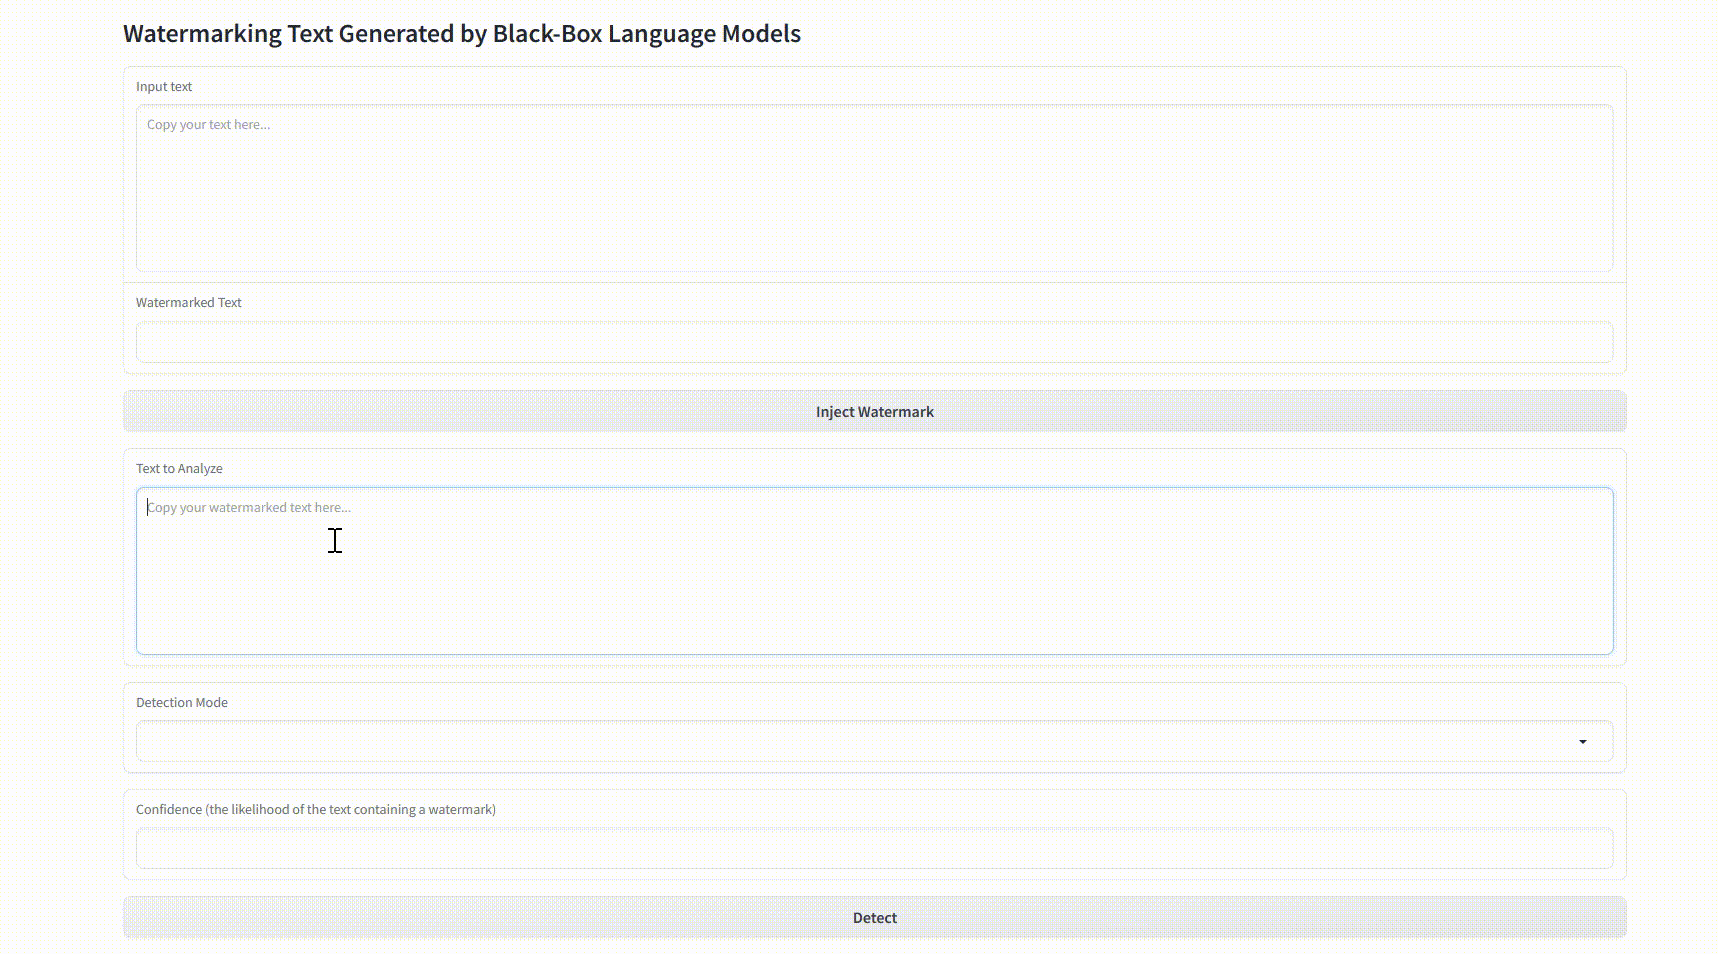 Watermarking Text Generated by Black-Box Language Models
Input text
Copy your text here...
Watermarked Text
Inject Watermark
Text to Analyze
Copy your watermarked text here...
Detection Mode
Confidence (the likelihood of the text containing a watermark)
Detect